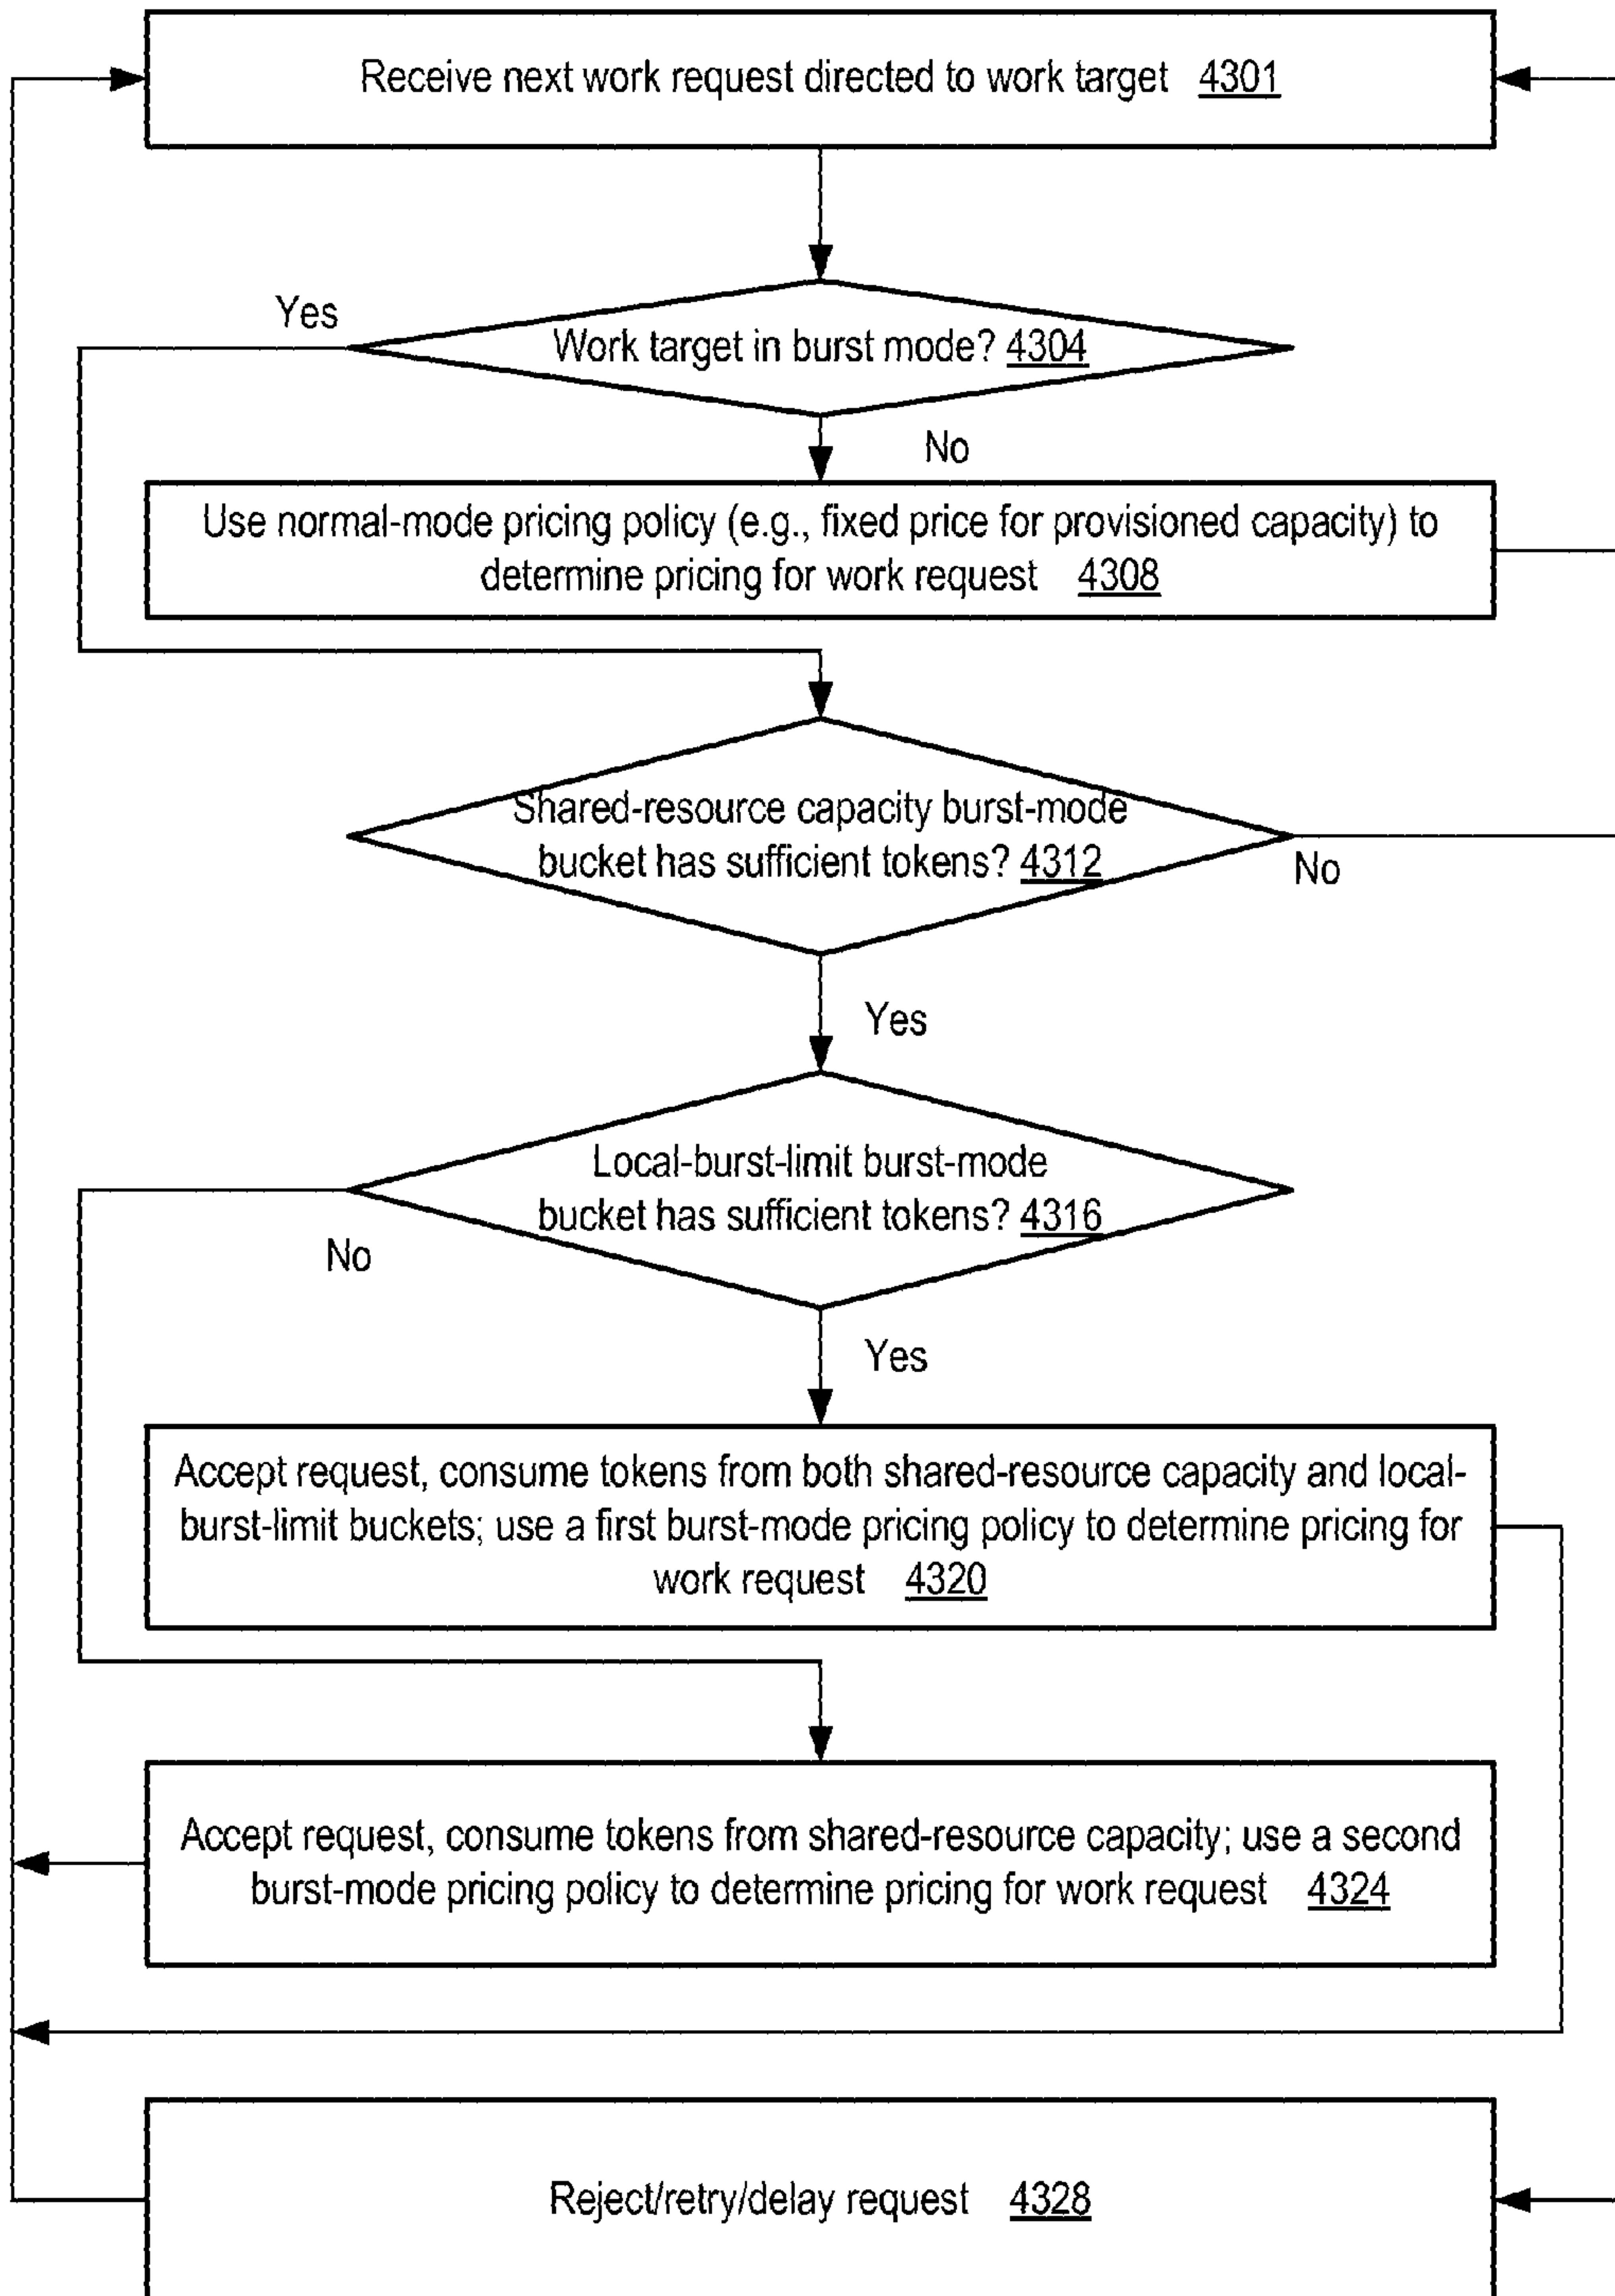 Receive next work request directed to work target 4301
Yes
Work target in burst mode? 4304
No
Use normal-mode pricing policy (e.g., fixed price for provisioned capacity) to
determine pricing for work request 4308
Shared-resource capacity burst-mode
bucket has sufficient tokens? 4312
No
Yes
Local-burst-limit burst-mode
bucket has sufficient tokens? 4316
No
Yes
Accept request, consume tokens from both shared-resource capacity and local-
burst-limit buckets; use a first burst-mode pricing policy to determine pricing for
work request 4320
Accept request, consume tokens from shared-resource capacity; use a second
burst-mode pricing policy to determine pricing for work request 4324
Reject/retry/delay request 4328